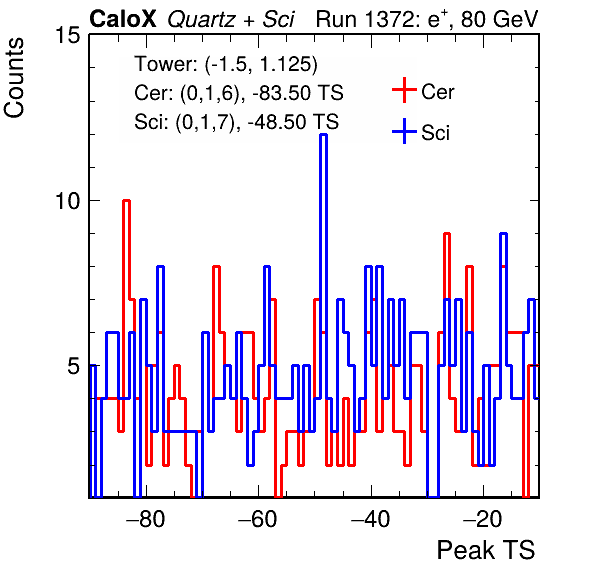 CaloX Quartz + Sci Run 1372: e+, 80 GeV
15
Counts
Tower: (-1.5, 1.125)
Cer: (0,1,6), -83.50 TS
Sci: (0,1,7), -48.50 TS
Cer
Sci
10
5
−80 −60 −40 −20
Peak TS